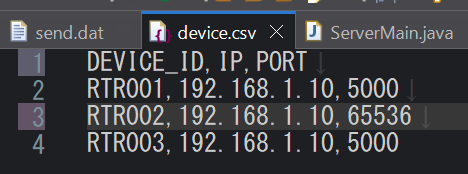 send.dat device.csv ServerMain.java
1 DEVICE_ID,IP,PORT↓
2 RTR001,192.168.1.10,5000↓
3 RTR002,192.168.1.10,65536↓
4 RTR003,192.168.1.10,5000